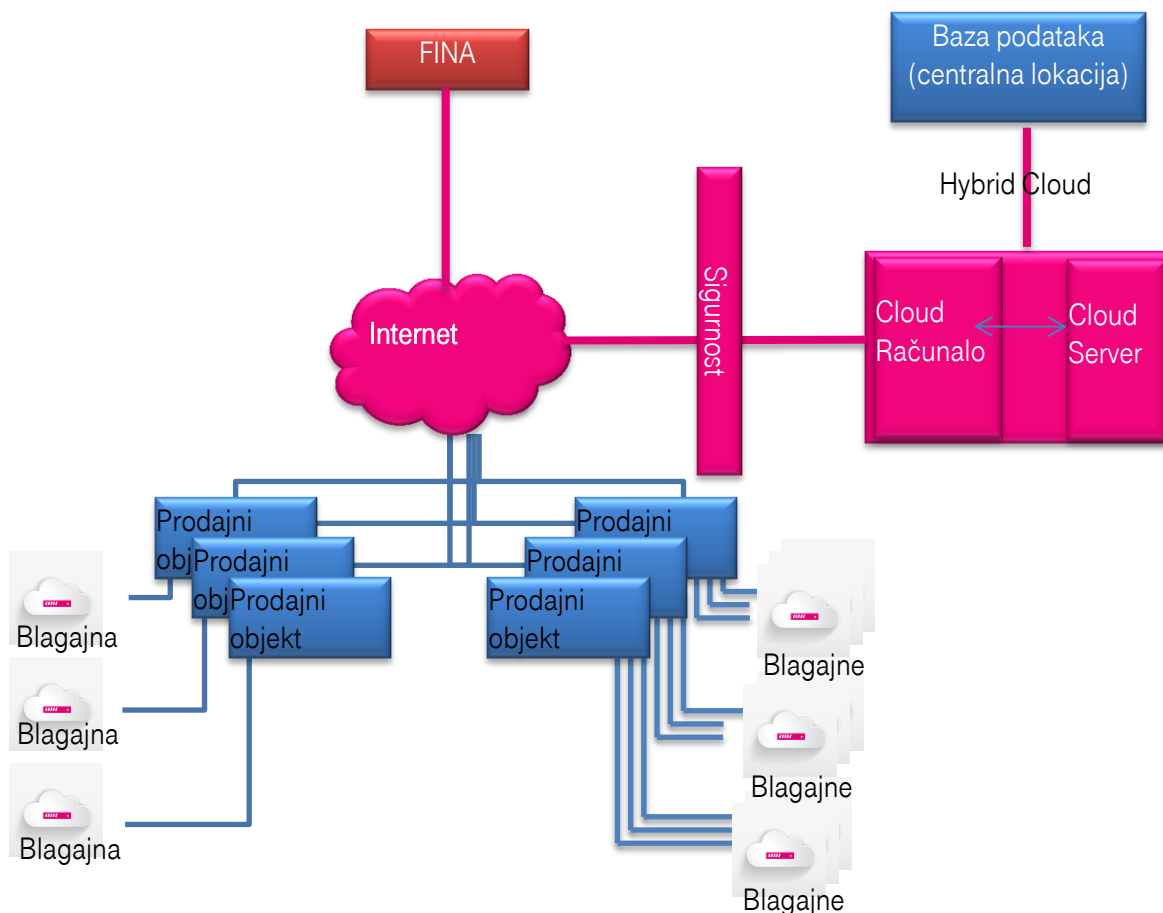 FINA
Baza podataka
(centralna lokacija)
Hybrid Cloud
Sigurnost
Internet
Cloud
Računalo
Cloud
Server
Prodajni
obj
Prodajni
obj
Prodajni
objekt
Prodajni
Prodajni
Prodajni
objekt
Blagajna
Blagajna
Blagajna
Blagajne
Blagajne
Blagajne